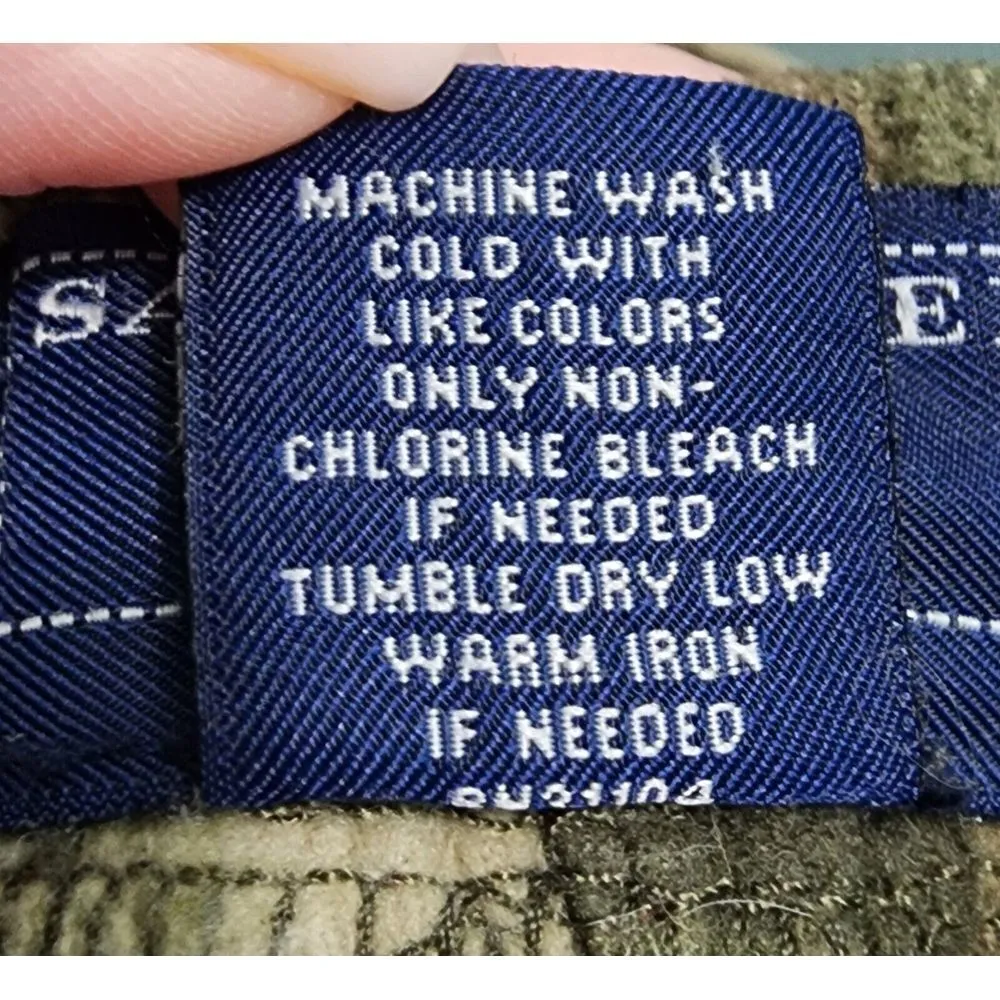 MACHINE WASH
COLD WITH
LIKE COLORS
ONLY NON-
CHLORINE BLEACH
IF NEEDED
TUMBLE DRY LOW
WARM IRON
IF NEEDED